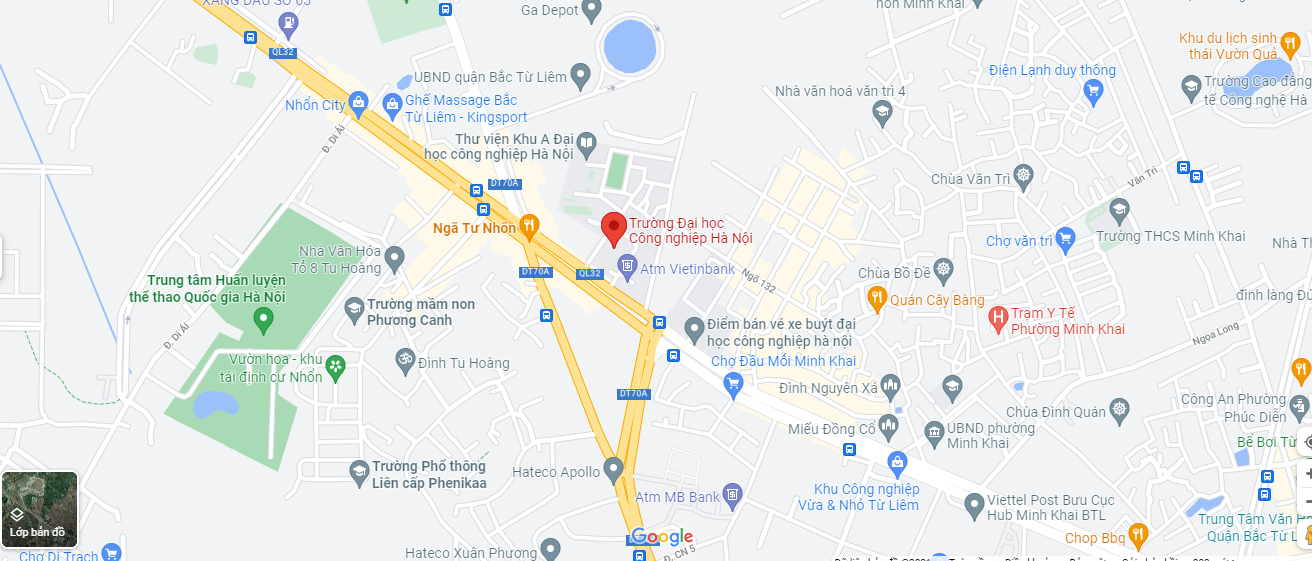 XĂNG DẦU SỐ 65
Ga Depot
QL32
UBND quận Bắc Từ Liêm
Nhổn City
Ghế Massage Bắc
Từ Liêm - Kingsport
Đ. Di Ái
Thư viện Khu A Đại
học công nghiệp Hà Nội
DT70A
Ngã Tư Nhổn
Trường Đại học
Công nghiệp Hà Nội
Atm Vietinbank
DT70A
QL32
Nhà Văn Hóa
Tổ 8 Tu Hoàng
Trung tâm Huấn luyện
thể thao Quốc gia Hà Nội
Trường mầm non
Phương Canh
Đ. Di Ái
Vườn hoa - khu
tái định cư Nhổn
Đình Tu Hoàng
DT70A
Trường Phổ thông
Liên cấp Phenikaa
Hateco Apollo
Atm MB Bank
Hateco Xuân Phương
Đ. CN 5
Google
Lớp bản đồ
Chợ Di Trạch
Minh Khai
Khu du lịch sinh
thái Vườn Quả
Điện Lạnh duy thông
Trường Cao đẳng
tế Công nghệ Hà
Nhà văn hoá văn trì 4
Chùa Văn Trì
Văn Trì
Trường THCS Minh Khai
Chợ văn trì
Nhà T
Chùa Bồ Đề
Ngõ 132
Quán Cây Bàng
Trạm Y Tế
Phường Minh Khai
đình làng
Ngọa Long
Điểm bán vé xe buýt đại
học công nghiệp hà nội
Chợ Đầu Mối Minh Khai
Đình Nguyên Xá
Chùa Đình Quán
Công An Phường
Phúc Diễn
Miếu Đồng Cổ
UBND phường
Minh Khai
Bể Bơi Từ
Khu Công nghiệp
Vừa & Nhỏ Từ Liêm
Viettel Post Bưu Cục
Hub Minh Khai BTL
Trung Tâm Văn H
Quận Bắc Từ L
Chop Bbq